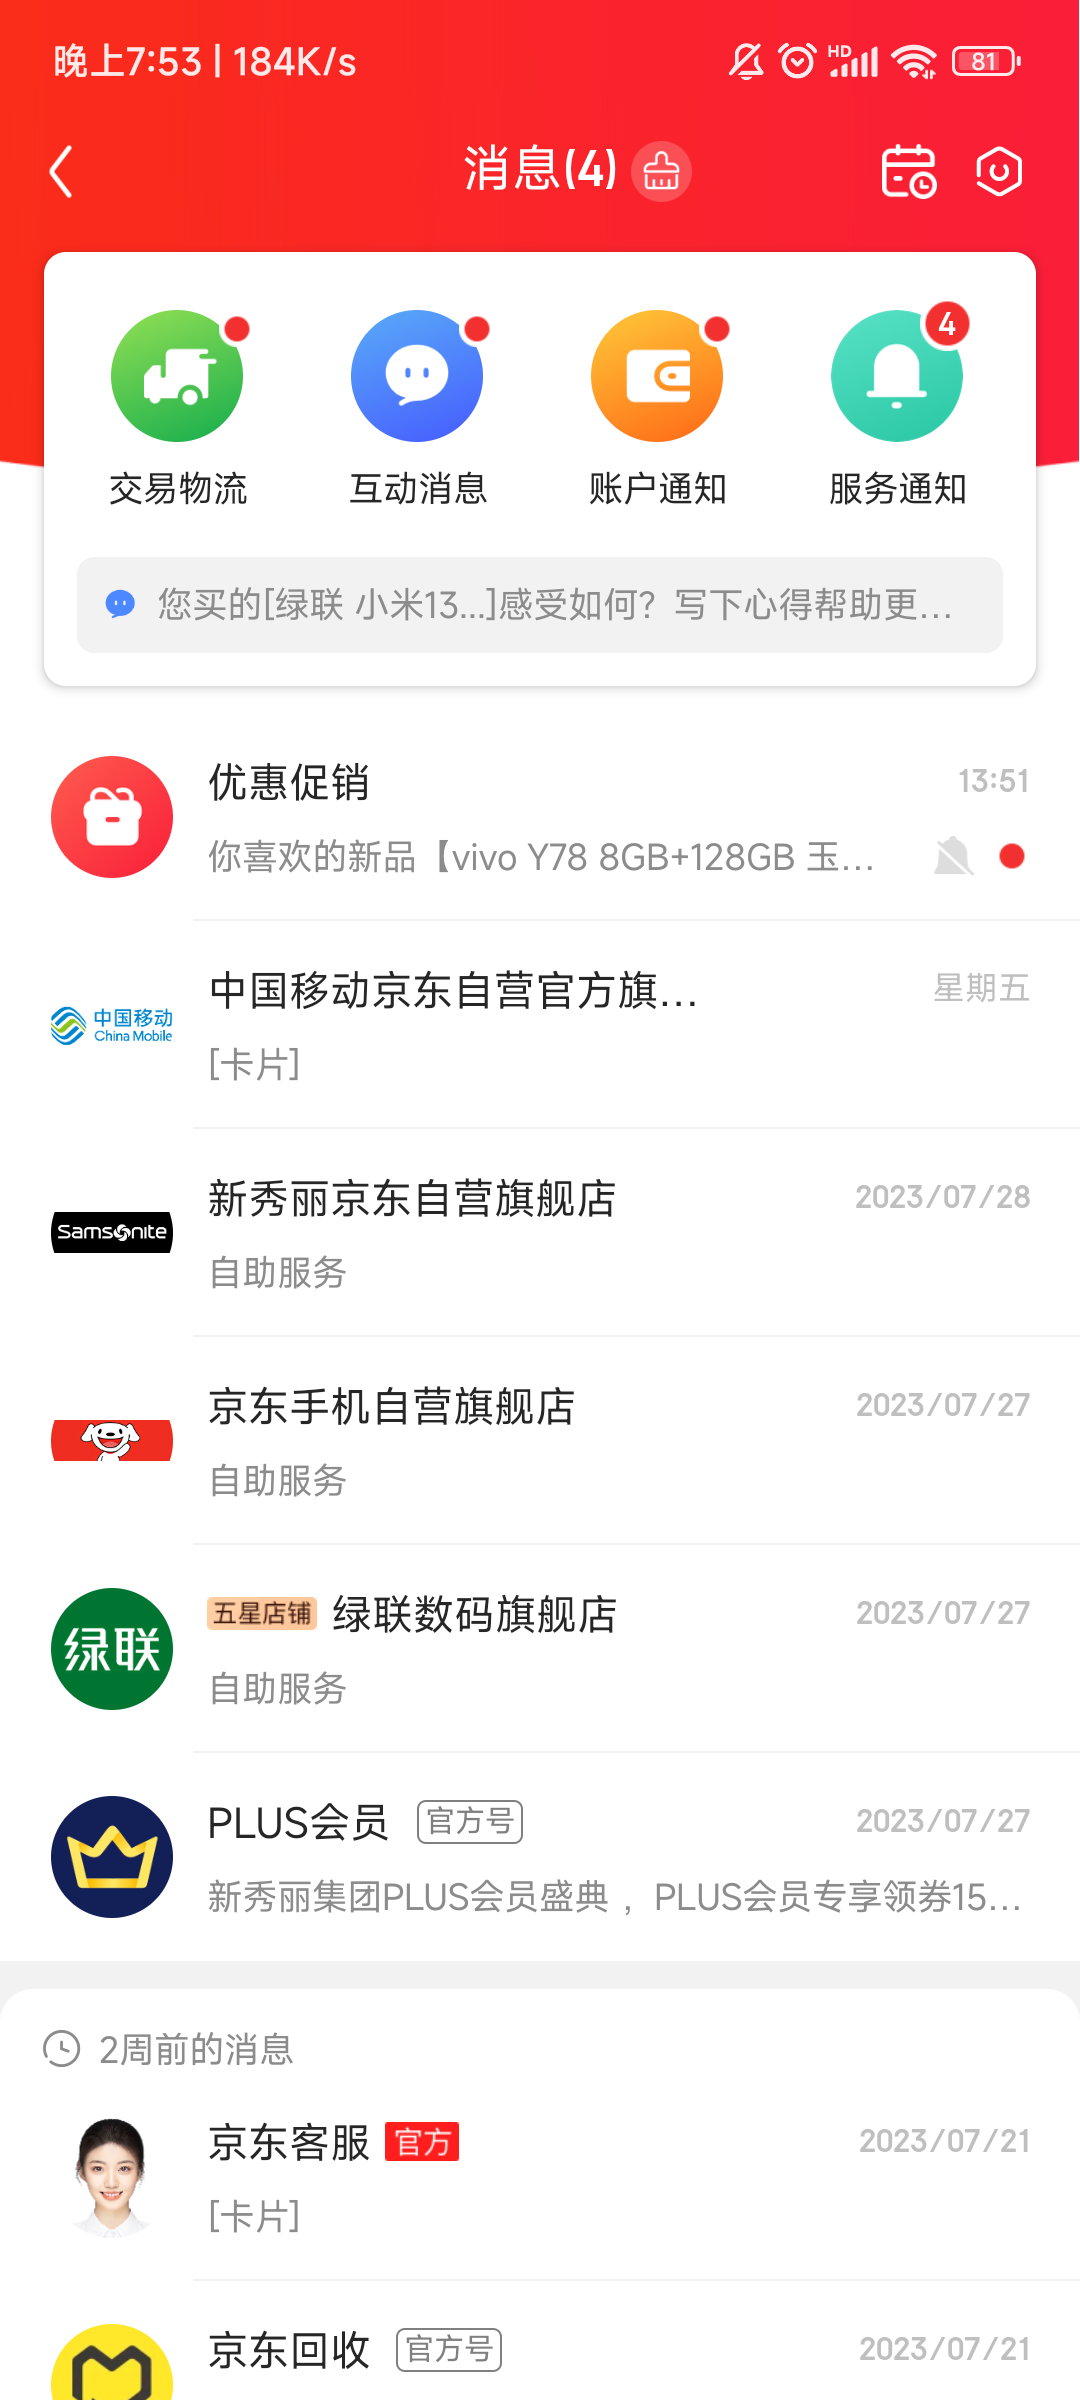 晚上7:53 | 184K/s
HD
81
消息(4)
4
交易物流
互动消息
账户通知
服务通知
您买的[绿联 小米13...]感受如何？写下心得帮助更...
优惠促销
13:51
你喜欢的新品【vivo Y78 8GB+128GB 玉...
中国移动
China Mobile
中国移动京东自营官方旗...
星期五
[卡片]
Samsonite
新秀丽京东自营旗舰店
2023/07/28
自助服务
京东手机自营旗舰店
2023/07/27
自助服务
绿联
五星店铺 绿联数码旗舰店
2023/07/27
自助服务
PLUS会员 官方号
2023/07/27
新秀丽集团PLUS会员盛典，PLUS会员专享领券15...
2周前的消息
京东客服 官方
2023/07/21
[卡片]
京东回收 官方号
2023/07/21